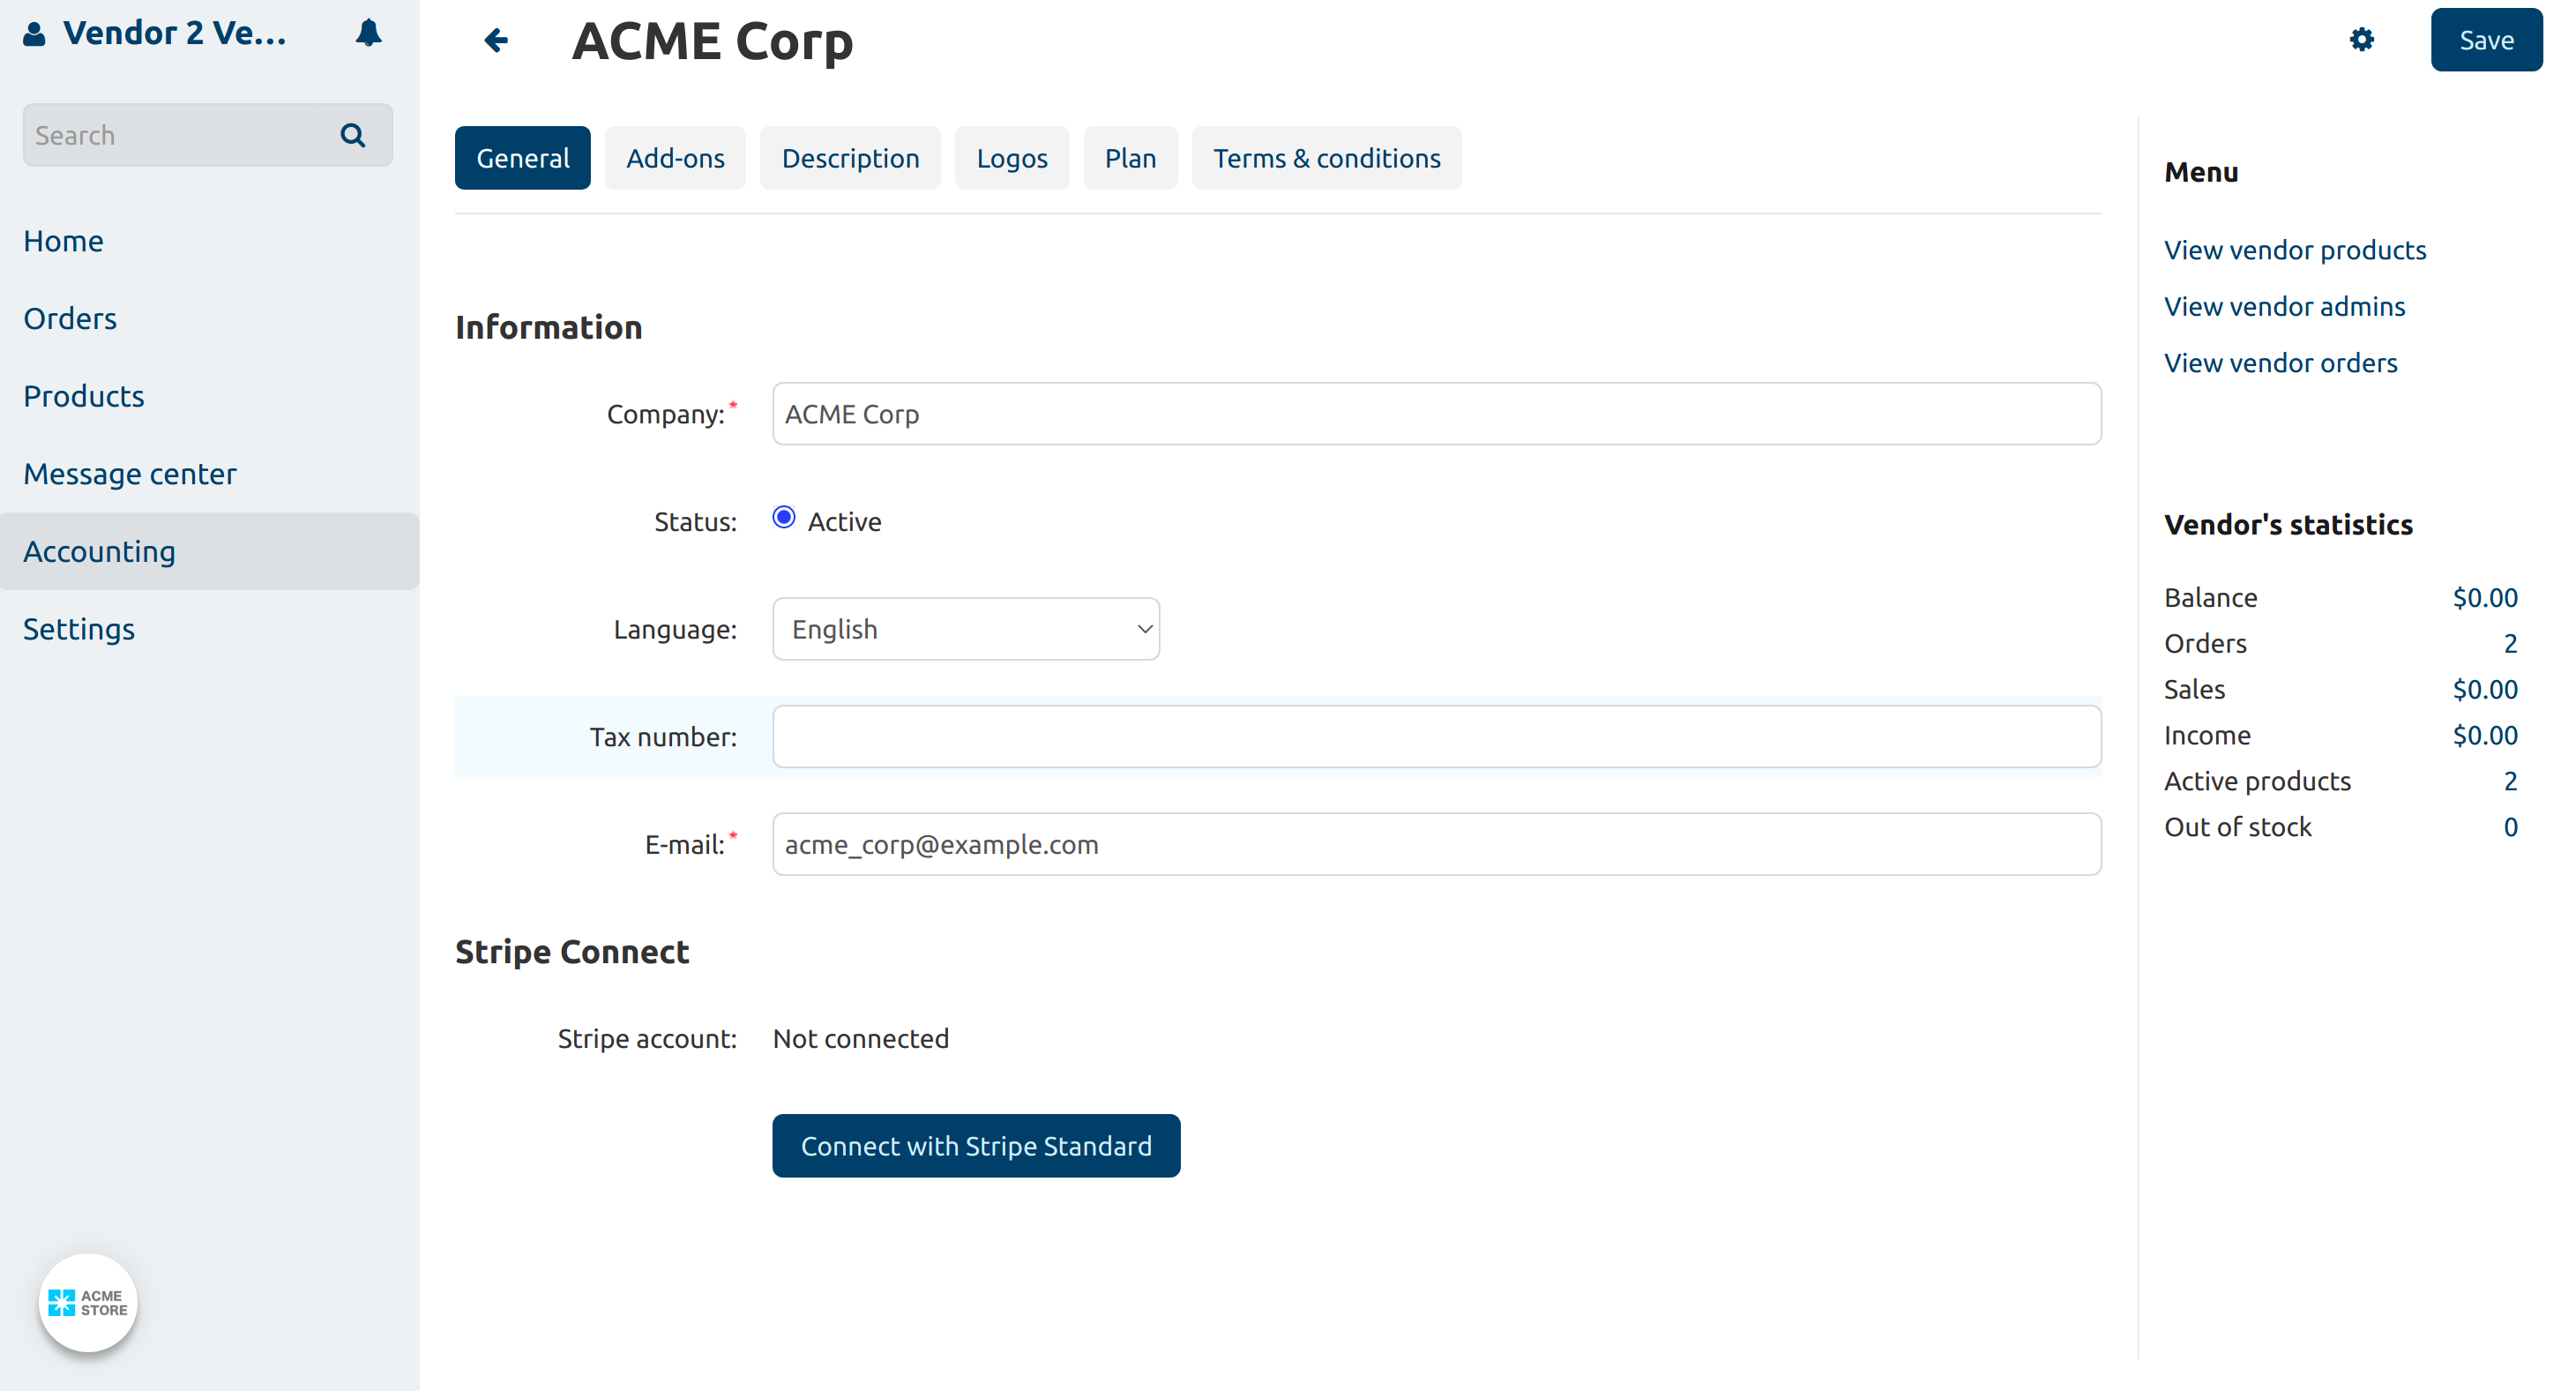 Vendor 2 Ve...
ACME Corp
Save
Search
General
Add-ons
Description
Logos
Plan
Terms & conditions
Home
Orders
Products
Message center
Accounting
Settings
Information
Company:*
ACME Corp
Status:
Active
Language:
English
Tax number:
E-mail:*
acme_corp@example.com
Stripe Connect
Stripe account:
Not connected
Connect with Stripe Standard
Menu
View vendor products
View vendor admins
View vendor orders
Vendor's statistics
Balance $0.00
Orders 2
Sales $0.00
Income $0.00
Active products 2
Out of stock 0
ACME
STORE